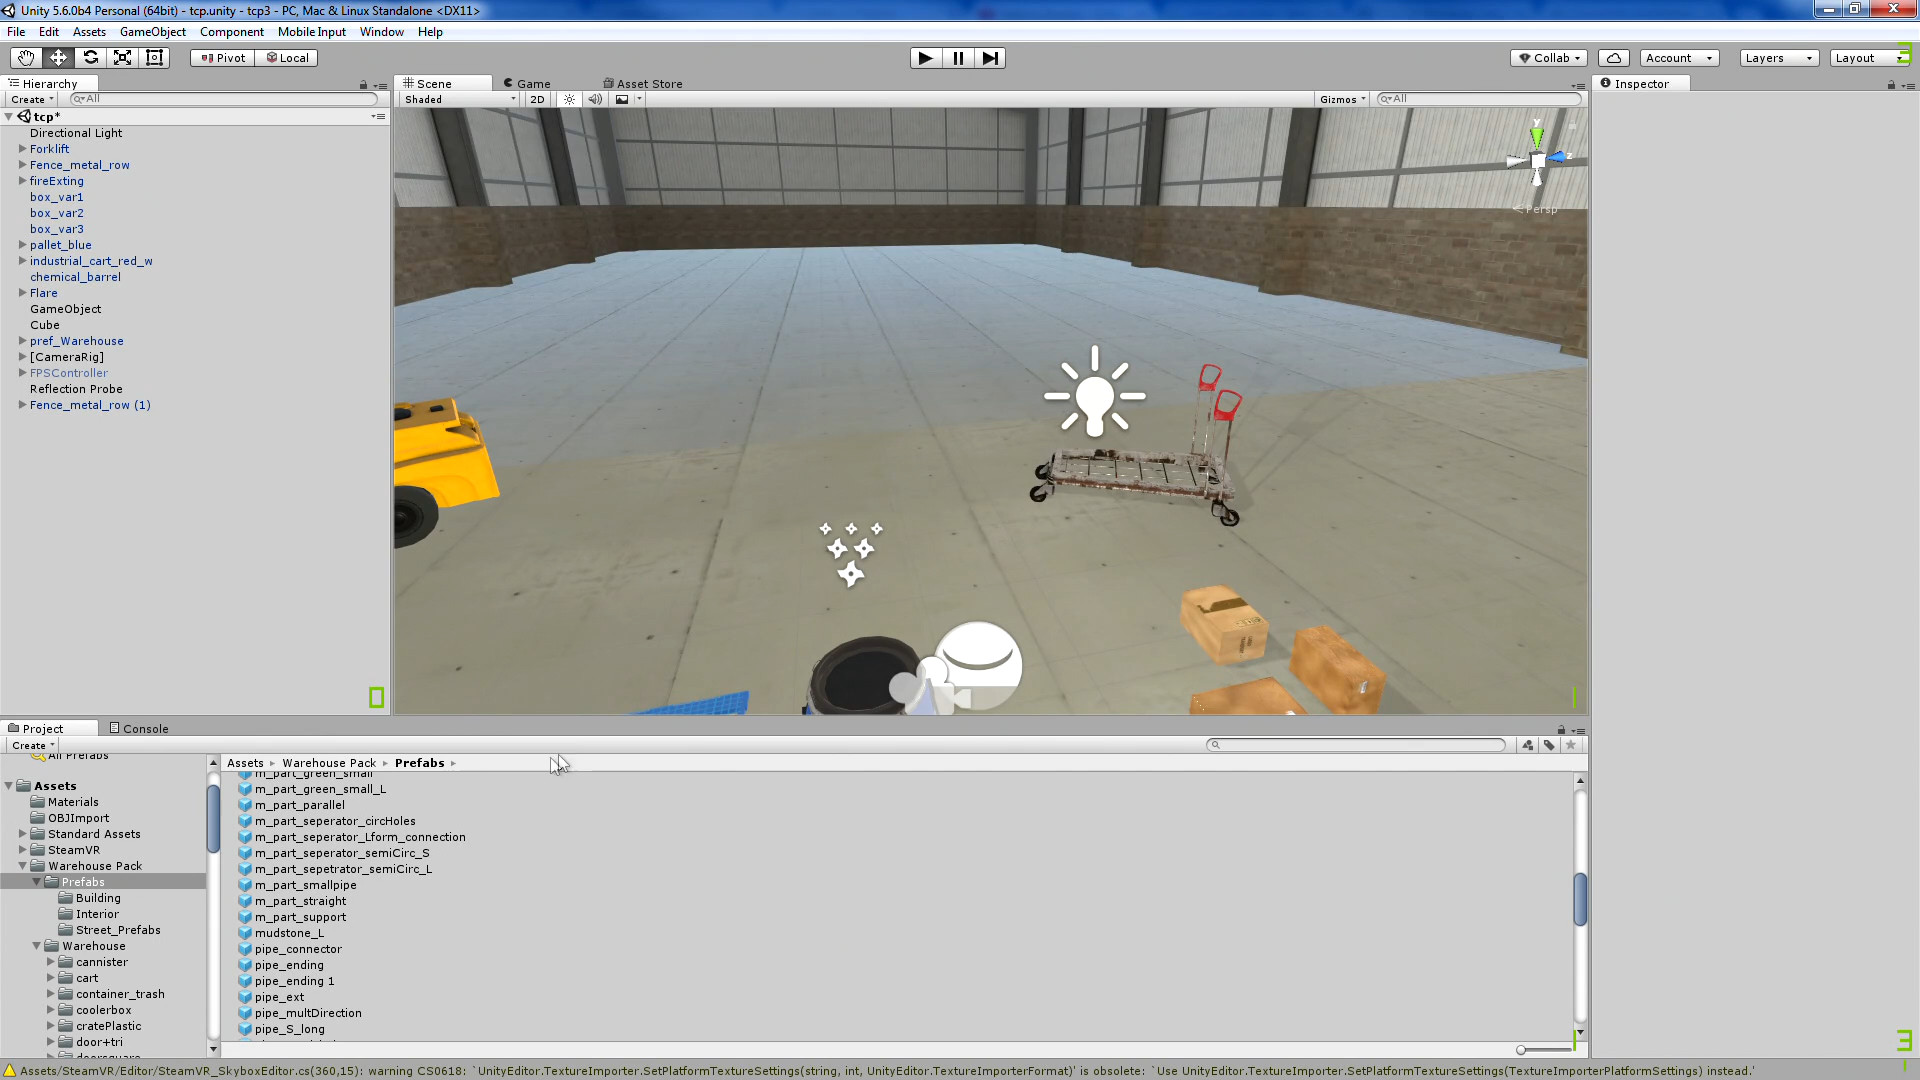 Unity 5.6.0b4 Personal (64bit) - tcp.unity - tcp3 - PC, Mac & Linux Standalone <DX11>
File Edit Assets GameObject Component Mobile Input Window Help
Pivot Local Collab Account Layers Layout
Hierarchy
Create All
tcp*
Directional Light
Forklift
Fence_metal_row
fireExting
box_var1
box_var2
box_var3
pallet_blue
industrial_cart_red_w
chemical_barrel
Flare
GameObject
Cube
pref_Warehouse
[CameraRig]
FPSController
Reflection Probe
Fence_metal_row (1)
Scene Game Asset Store
Shaded 2D Gizmos All
y
z
Persp
Inspector
Project Console
Create
All Prefabs
Assets
Materials
OBJImport
Standard Assets
SteamVR
Warehouse Pack
Prefabs
Building
Interior
Street_Prefabs
Warehouse
cannister
cart
container_trash
coolerbox
cratePlastic
door+tri
doorsquare
Assets Warehouse Pack Prefabs
m_part_green_small
m_part_green_small_L
m_part_parallel
m_part_seperator_circHoles
m_part_seperator_Lform_connection
m_part_seperator_semiCirc_S
m_part_sepetrator_semiCirc_L
m_part_smallpipe
m_part_straight
m_part_support
mudstone_L
pipe_connector
pipe_ending
pipe_ending 1
pipe_ext
pipe_multDirection
pipe_S_long
Assets/SteamVR/Editor/SteamVR_SkyboxEditor.cs(360,15): warning CS0618: `UnityEditor.TextureImporter.SetPlatformTextureSettings(string, int, UnityEditor.TextureImporterFormat)' is obsolete: `Use UnityEditor.TextureImporter.SetPlatformTextureSettings(TextureImporterPlatformSettings) instead.'